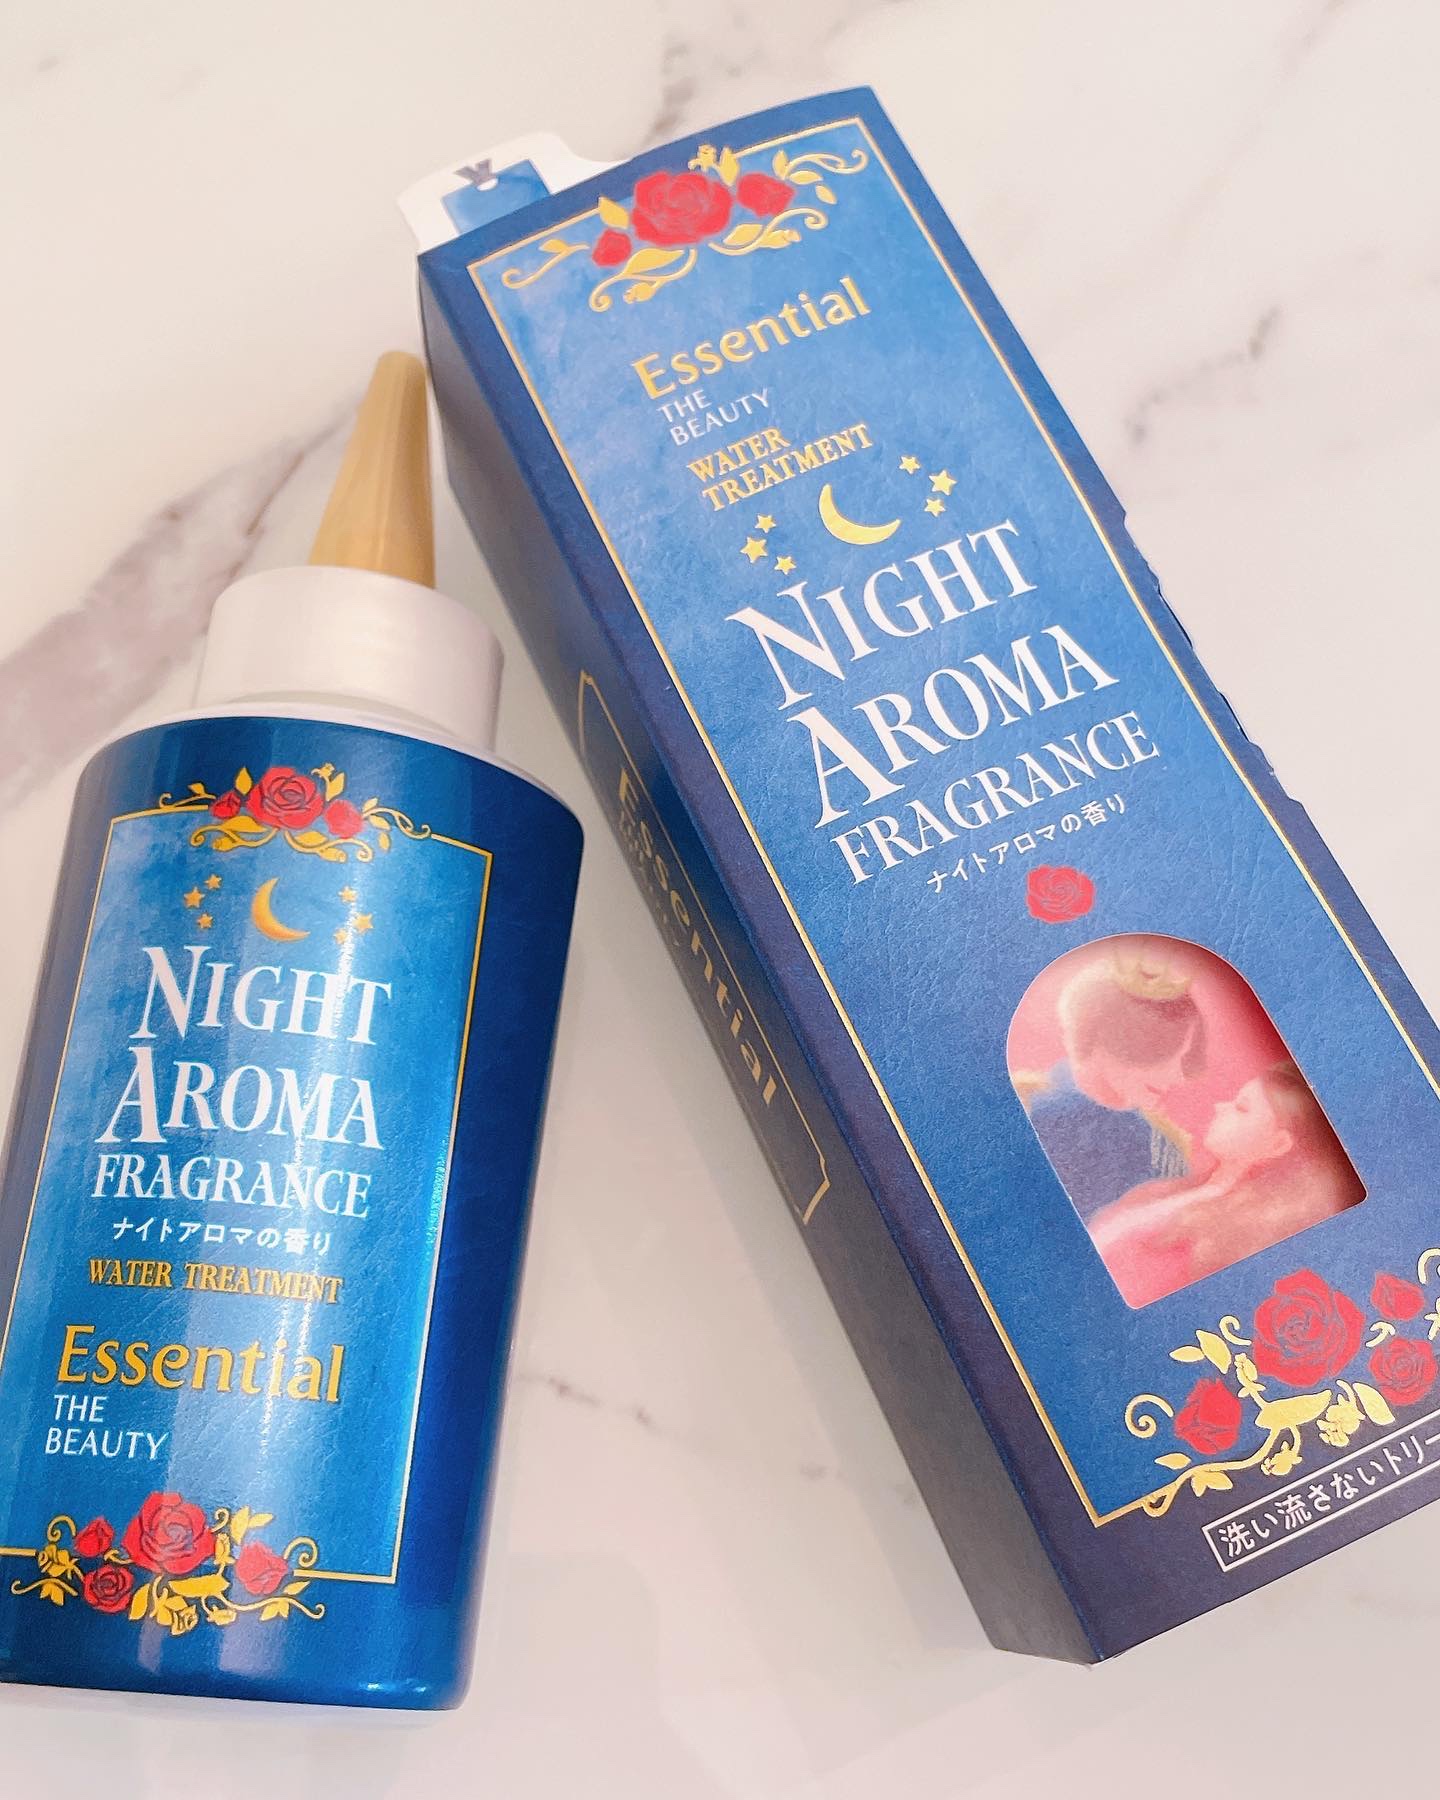 Essential
THE
BEAUTY
WATER
TREATMENT
NIGHT
AROMA
FRAGRANCE
ナイトアロマの香り
洗い流さないトリー
Essential
NIGHT
AROMA
FRAGRANCE
ナイトアロマの香り
WATER TREATMENT
Essential
THE
BEAUTY